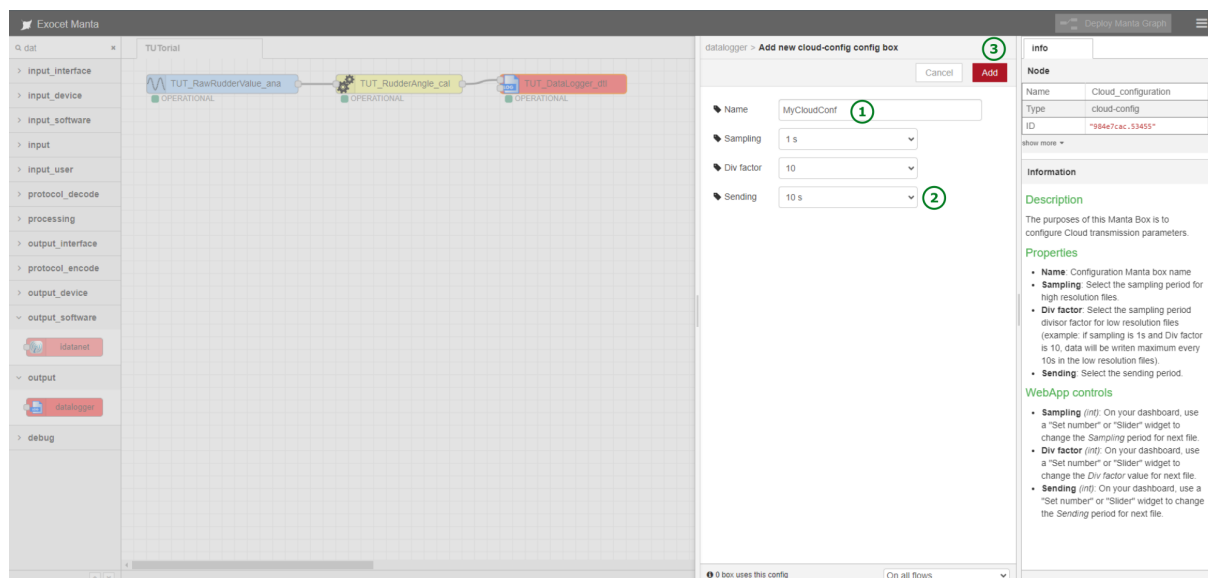 Exocet Manta
Deploy Manta Graph
dat
TUTorial
input_interface
input_device
input_software
input
input_user
protocol_decode
processing
output_interface
protocol_encode
output_device
output_software
idatanet
output
datalogger
debug
TUT_RawRudderValue_ana
OPERATIONAL
TUT_RudderAngle_cal
OPERATIONAL
TUT_DataLogger_dtl
OPERATIONAL
datalogger > Add new cloud-config config box
3
Cancel
Add
Name
MyCloudConf
1
Sampling
1 s
Div factor
10
Sending
10 s
2
0 box uses this config
On all flows
info
Node
Name Cloud_configuration
Type cloud-config
ID "984e7cac.53455"
show more
Information
Description
The purposes of this Manta Box is to
configure Cloud transmission parameters.
Properties
• Name: Configuration Manta box name
• Sampling: Select the sampling period for
high resolution files.
• Div factor: Select the sampling period
divisor factor for low resolution files
(example: if sampling is 1s and Div factor
is 10, data will be writen maximum every
10s in the low resolution files).
• Sending: Select the sending period.
WebApp controls
• Sampling (int): On your dashboard, use
a "Set number" or "Slider" widget to
change the Sampling period for next file.
• Div factor (int): On your dashboard, use
a "Set number" or "Slider" widget to
change the Div factor value for next file.
• Sending (int): On your dashboard, use a
"Set number" or "Slider" widget to change
the Sending period for next file.